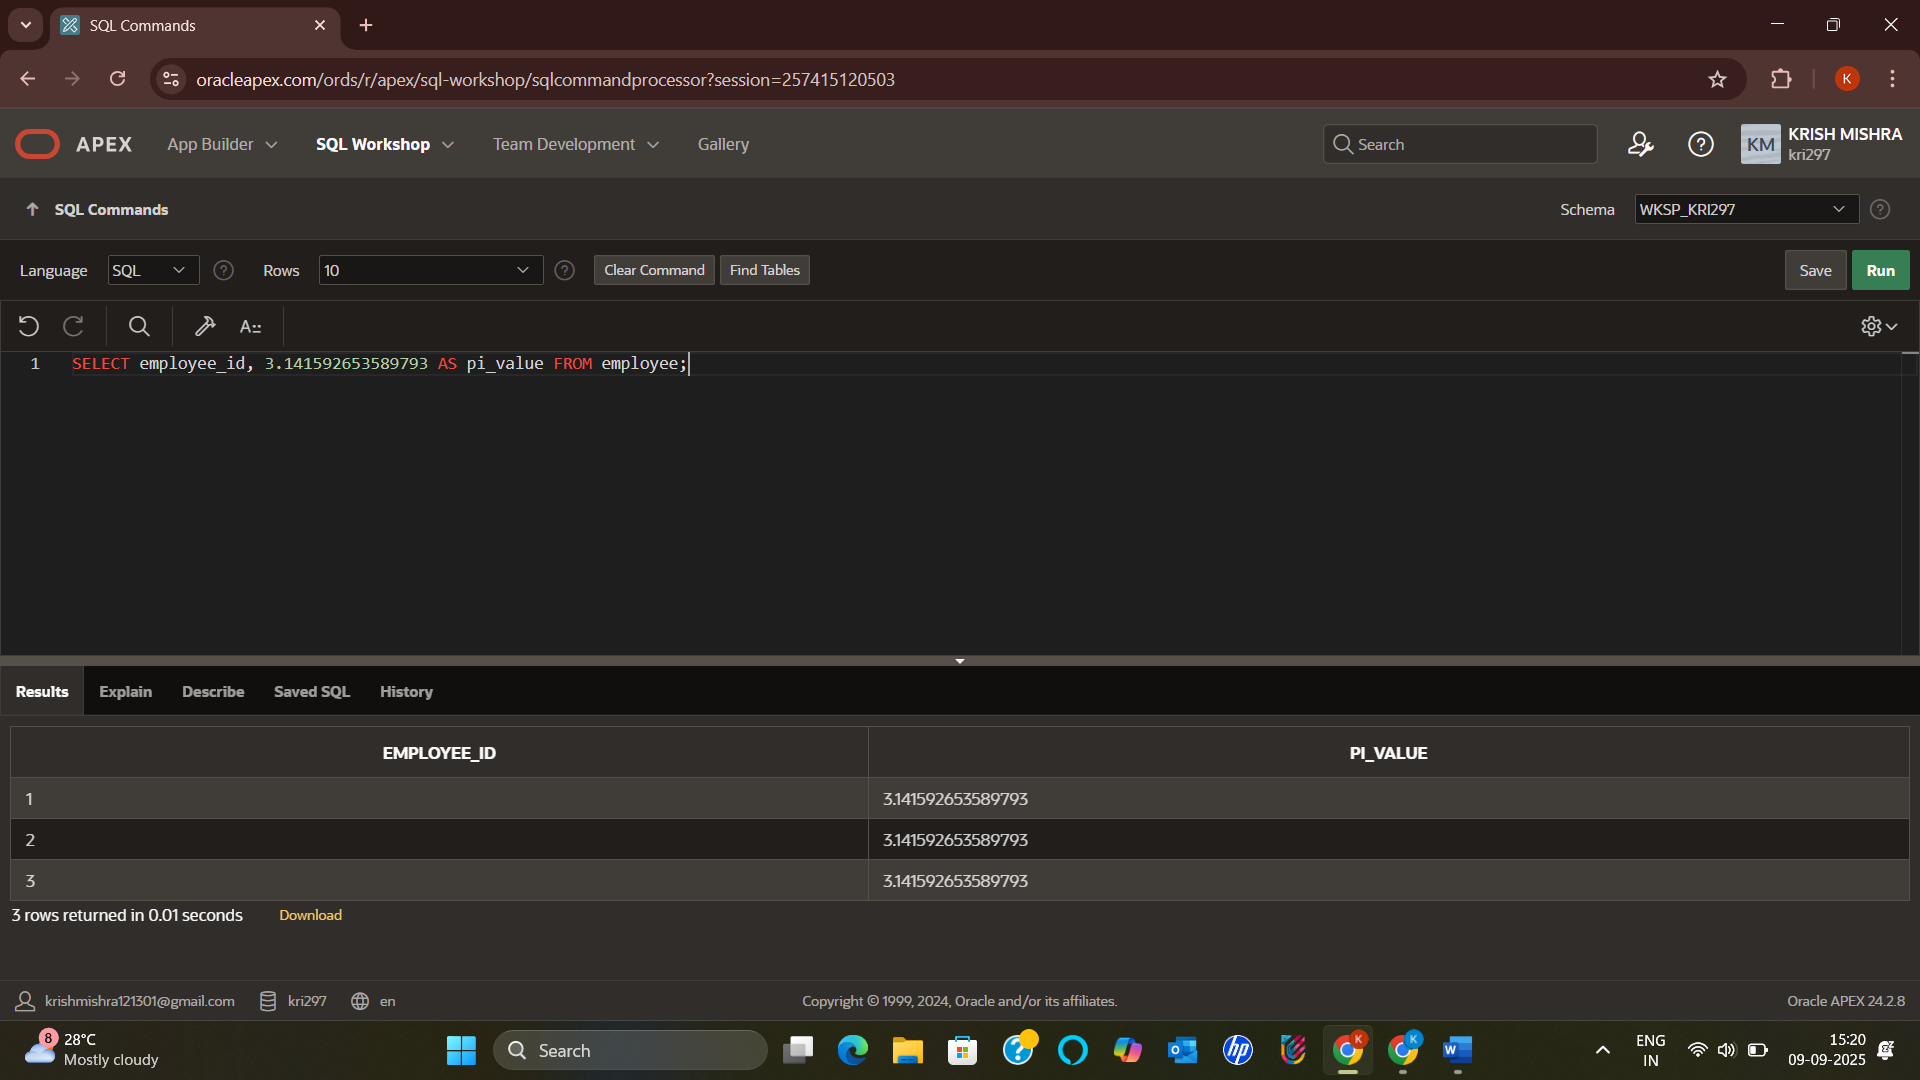 SQL Commands
oracleapex.com/ords/r/apex/sql-workshop/sqlcommandprocessor?session=257415120503
K
APEX App Builder SQL Workshop Team Development Gallery Search KM KRISH MISHRA
kri297
SQL Commands Schema WKSP_KRI297
Language SQL Rows 10 Clear Command Find Tables Save Run
A::
1 SELECT employee_id, 3.141592653589793 AS pi_value FROM employee;
Results Explain Describe Saved SQL History
EMPLOYEE_ID PI_VALUE
1 3.141592653589793
2 3.141592653589793
3 3.141592653589793
3 rows returned in 0.01 seconds Download
krishmishra121301@gmail.com kri297 en Copyright © 1999, 2024, Oracle and/or its affiliates. Oracle APEX 24.2.8
8 28°C
Mostly cloudy
Search
hp
K
K
W
ENG
IN
15:20
09-09-2025